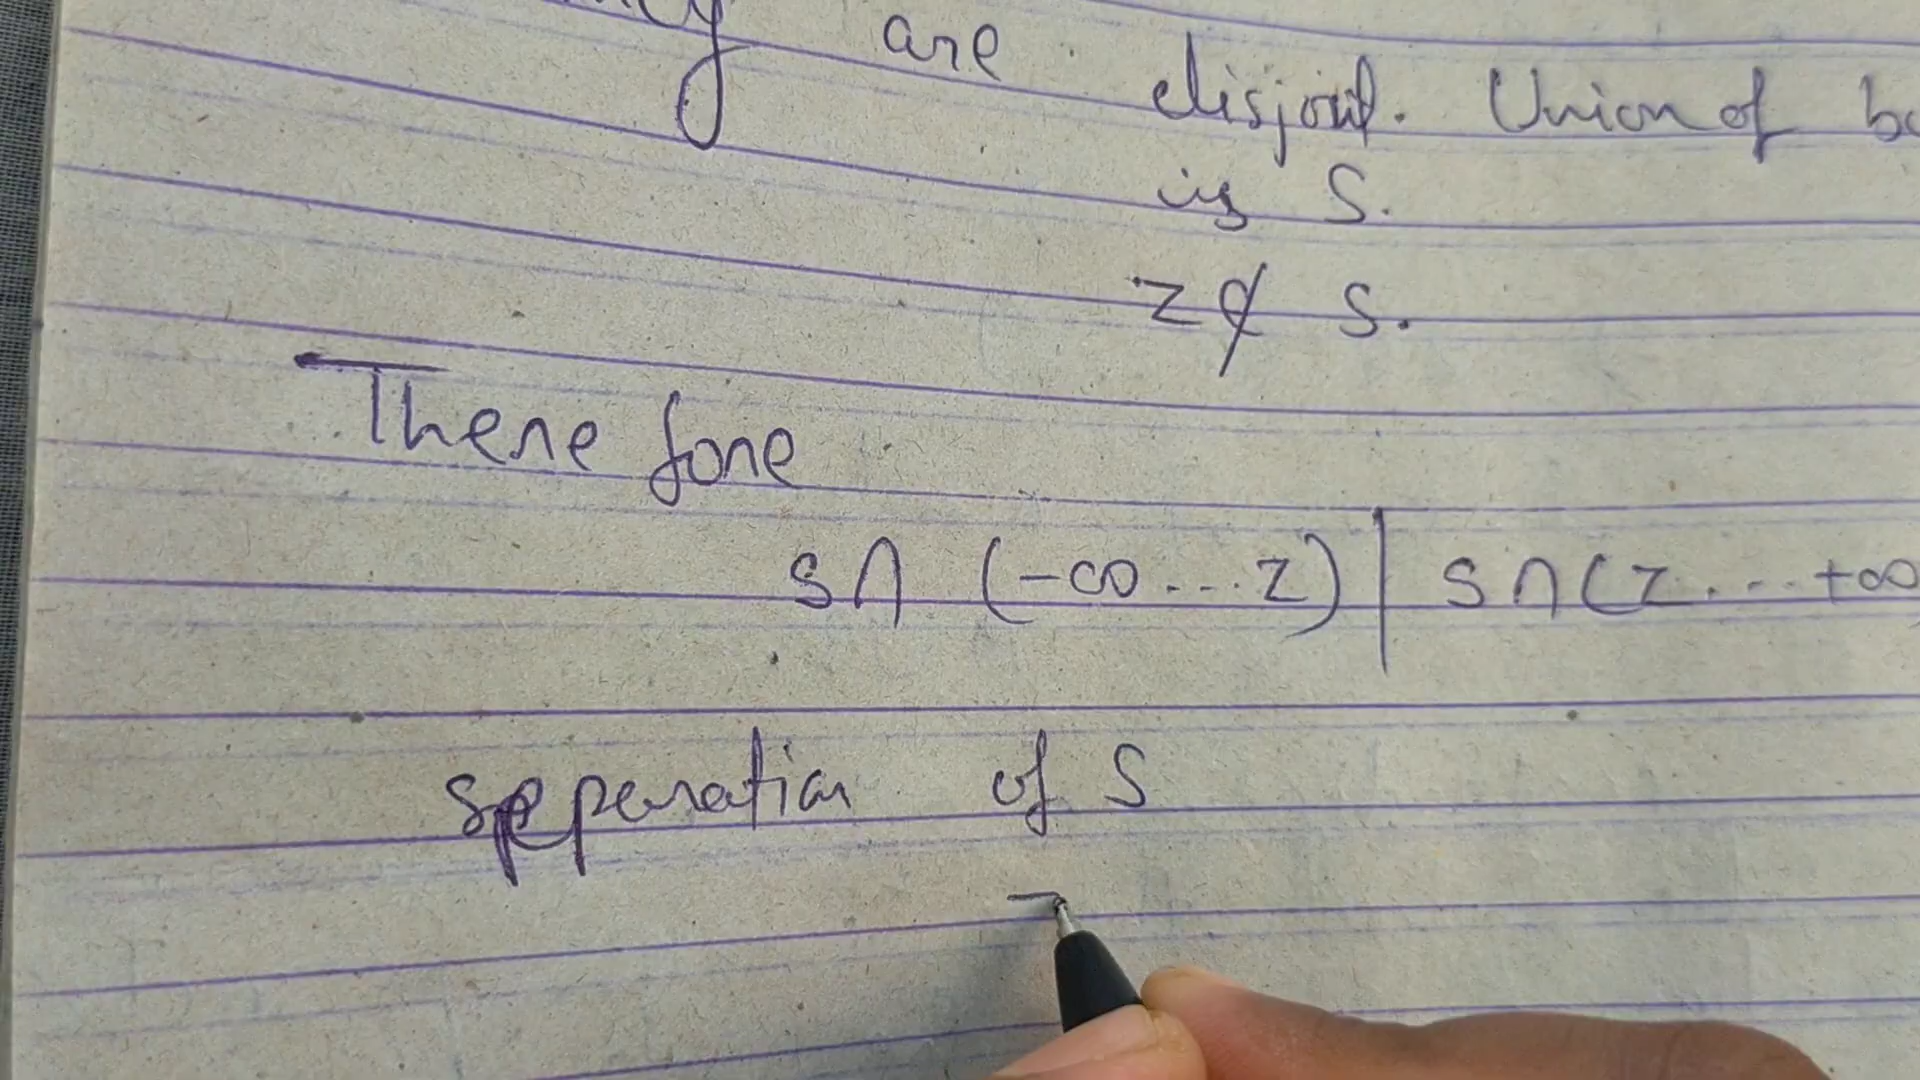 are disjoint. Union of
is S.
z∉ S.
Therefore
S∩ (-∞...z) | S∩(z...+∞
seperation of S